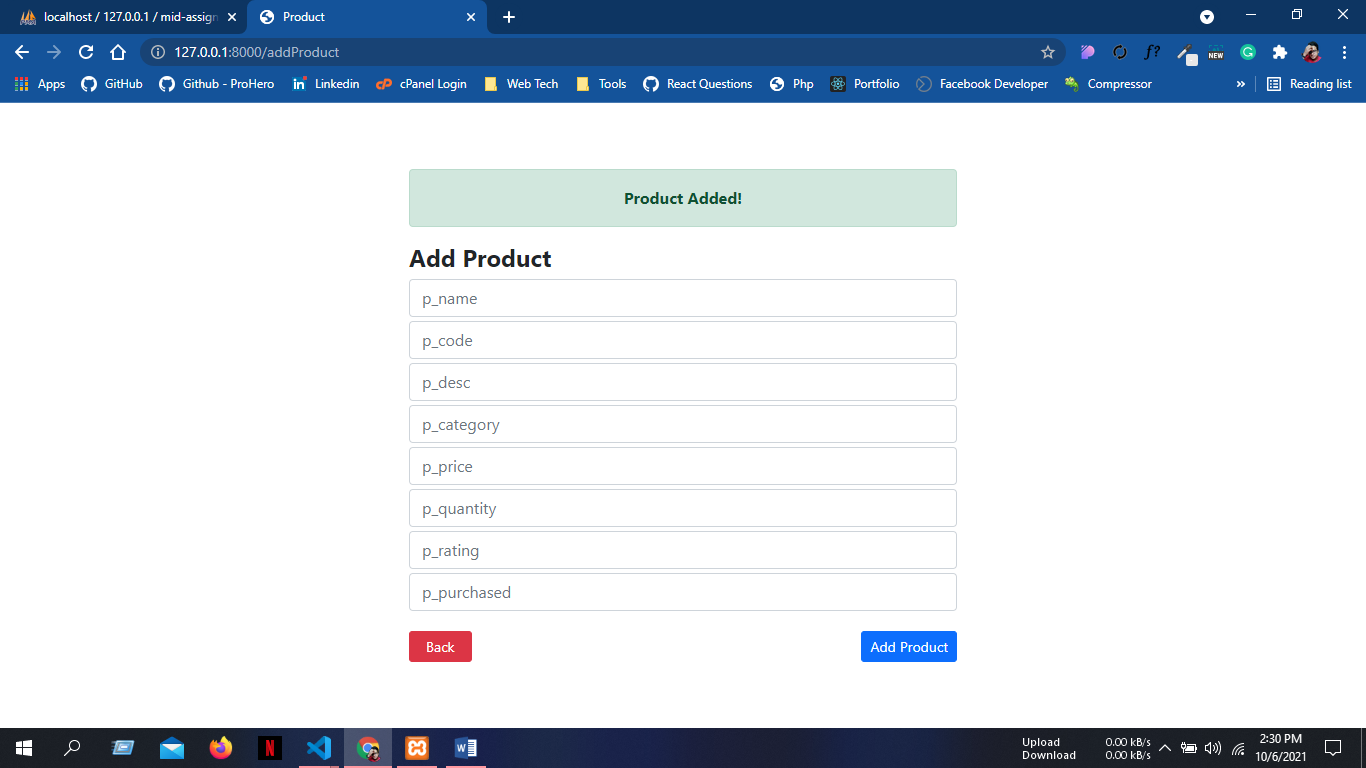 localhost / 127.0.0.1 / mid-assign
Product
127.0.0.1:8000/addProduct
f?
NEW
Apps
GitHub
Github - ProHero
in Linkedin
cP cPanel Login
Web Tech
Tools
React Questions
Php
Portfolio
Facebook Developer
Compressor
»
Reading list
Product Added!
Add Product
p_name
p_code
p_desc
p_category
p_price
p_quantity
p_rating
p_purchased
Back
Add Product
Upload 0.00 kB/s
Download 0.00 kB/s
2:30 PM
10/6/2021